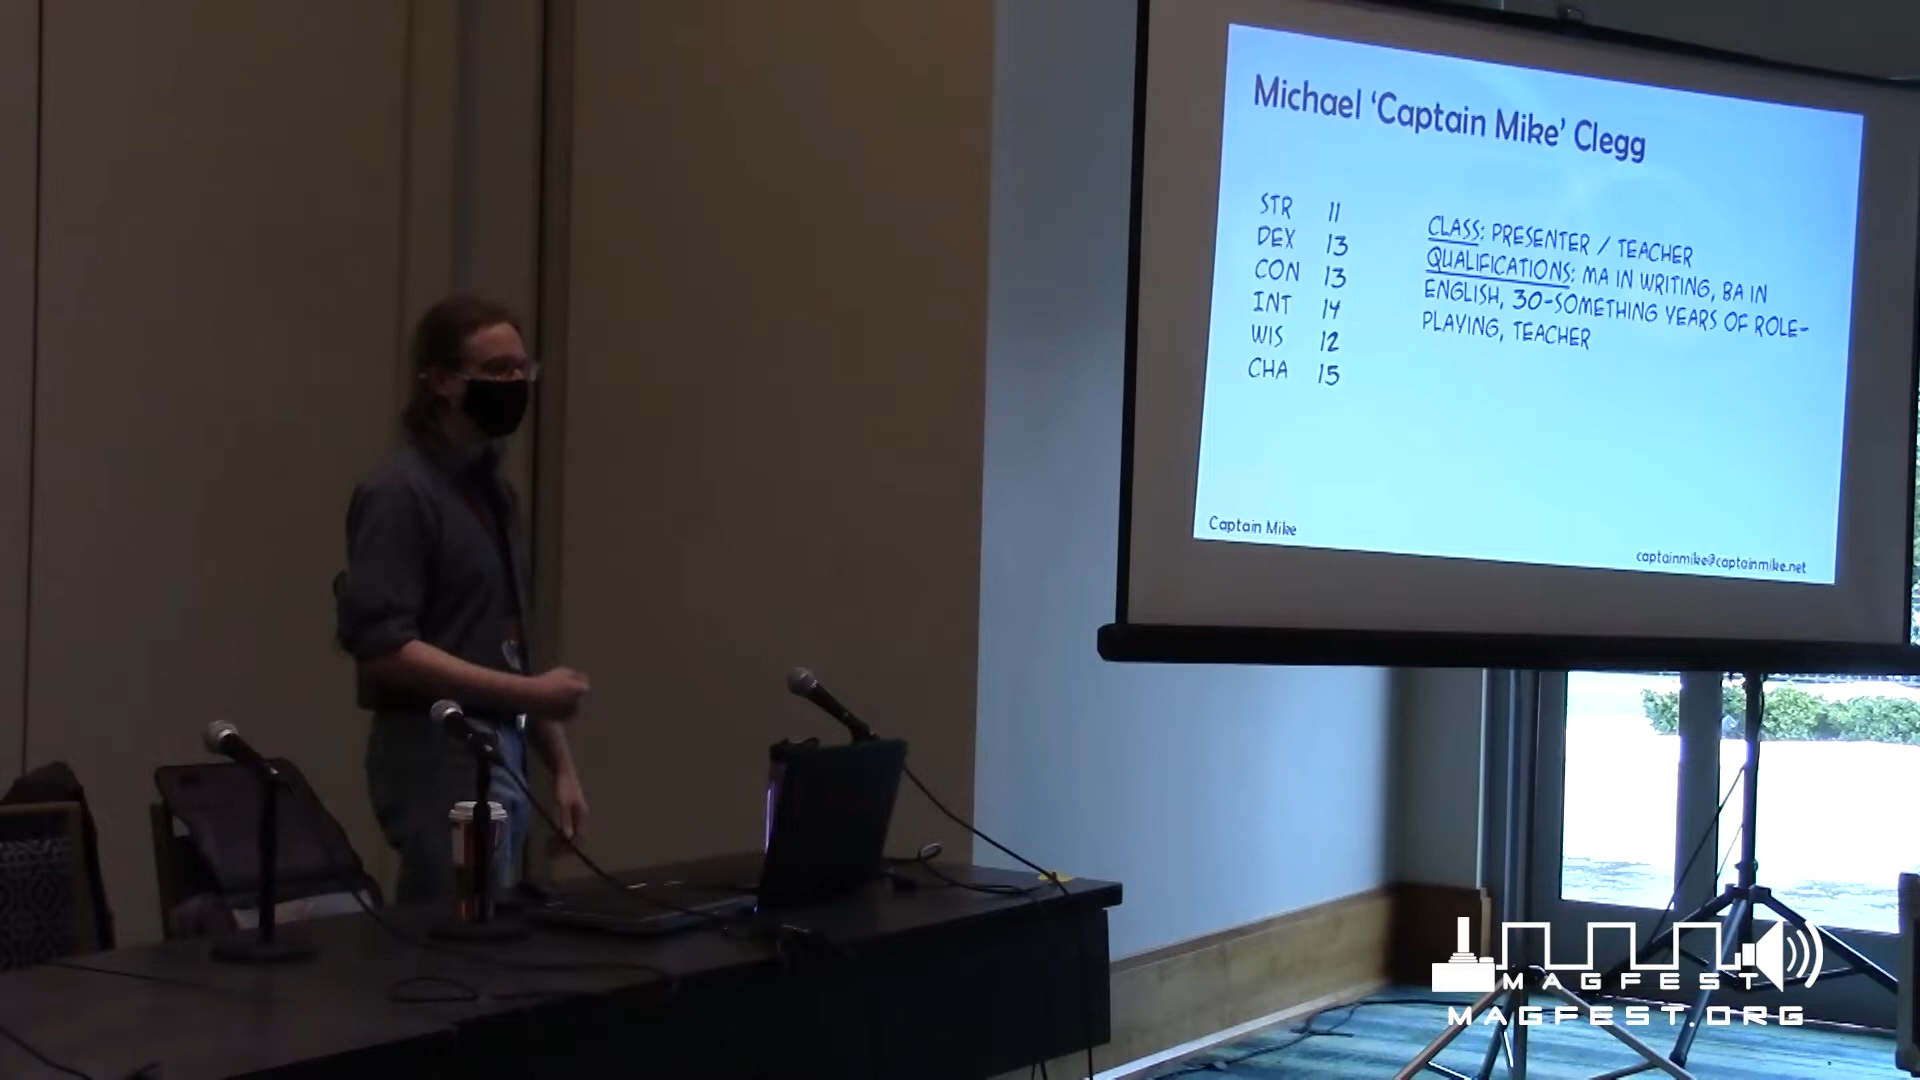 Michael ‘Captain Mike’ Clegg
STR 11
DEX 13
CON 13
INT 14
WIS 12
CHA 15
CLASS: PRESENTER / TEACHER
QUALIFICATIONS: MA IN WRITING, BA IN
ENGLISH, 30-SOMETHING YEARS OF ROLE-
PLAYING, TEACHER
Captain Mike
captainmike@captainmike.net
MAGFEST
MAGFEST.ORG